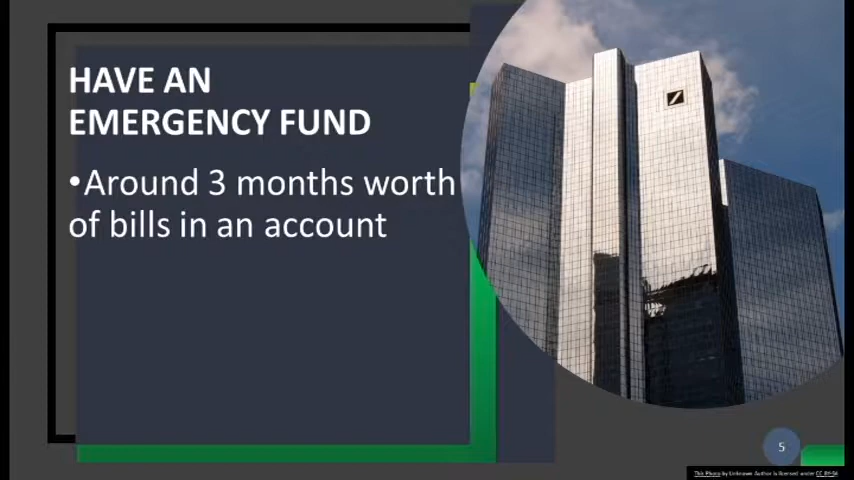 HAVE AN
EMERGENCY FUND
•Around 3 months worth
of bills in an account
5
This Photo by Unknown Author is licensed under CC BY-SA